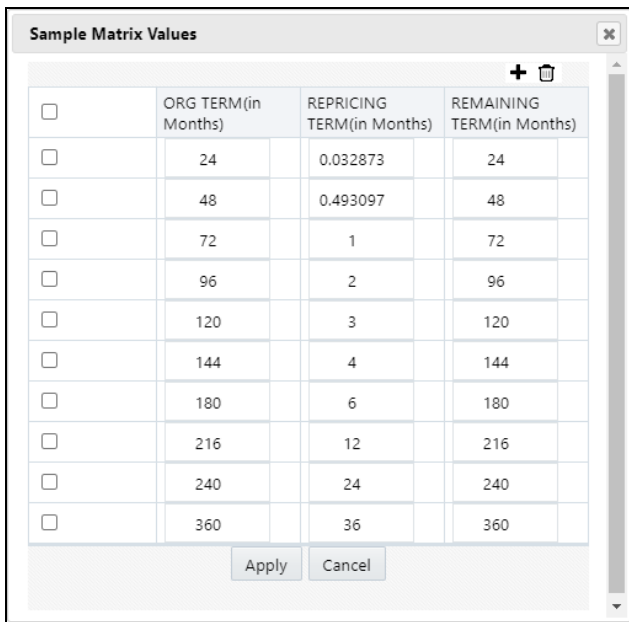 Sample Matrix Values
ORG TERM(in Months) REPRICING TERM(in Months) REMAINING TERM(in Months)
24 0.032873 24
48 0.493097 48
72 1 72
96 2 96
120 3 120
144 4 144
180 6 180
216 12 216
240 24 240
360 36 360
Apply Cancel